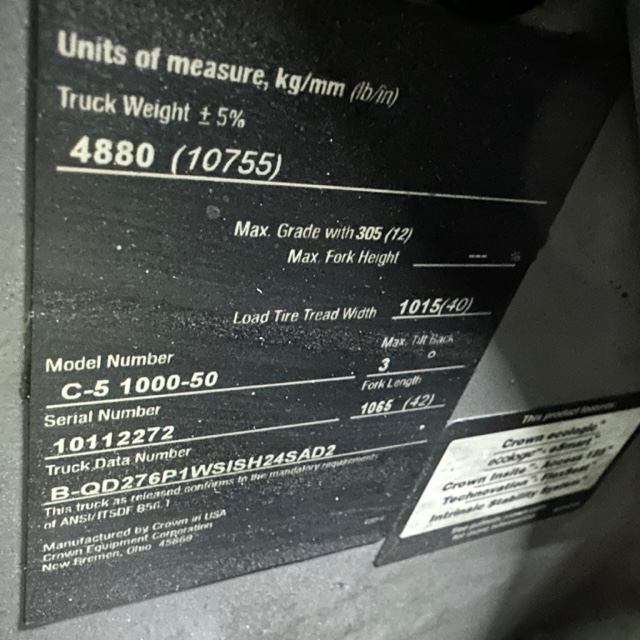 Units of measure, kg/mm (lb/in)
Truck Weight ± 5%
4880 (10755)
Max. Grade with 305 (12)
Max. Fork Height --- %
Load Tire Tread Width 1015(40)
Max. Tilt Back
3 °
Model Number
C-5 1000-50
Fork Length
1065 (42)
Serial Number
10112272
Truck Data Number
B-QD276P1WSISH24SAD2
This truck as released conforms to the mandatory requirements
of ANSI/ITSDF B56.1
Manufactured by Crown in USA
Crown Equipment Corporation
New Bremen, Ohio 45869
This product features
Crown ecologic™
Crown Insite™,
Technovation™,
Intrinsic Stability System™